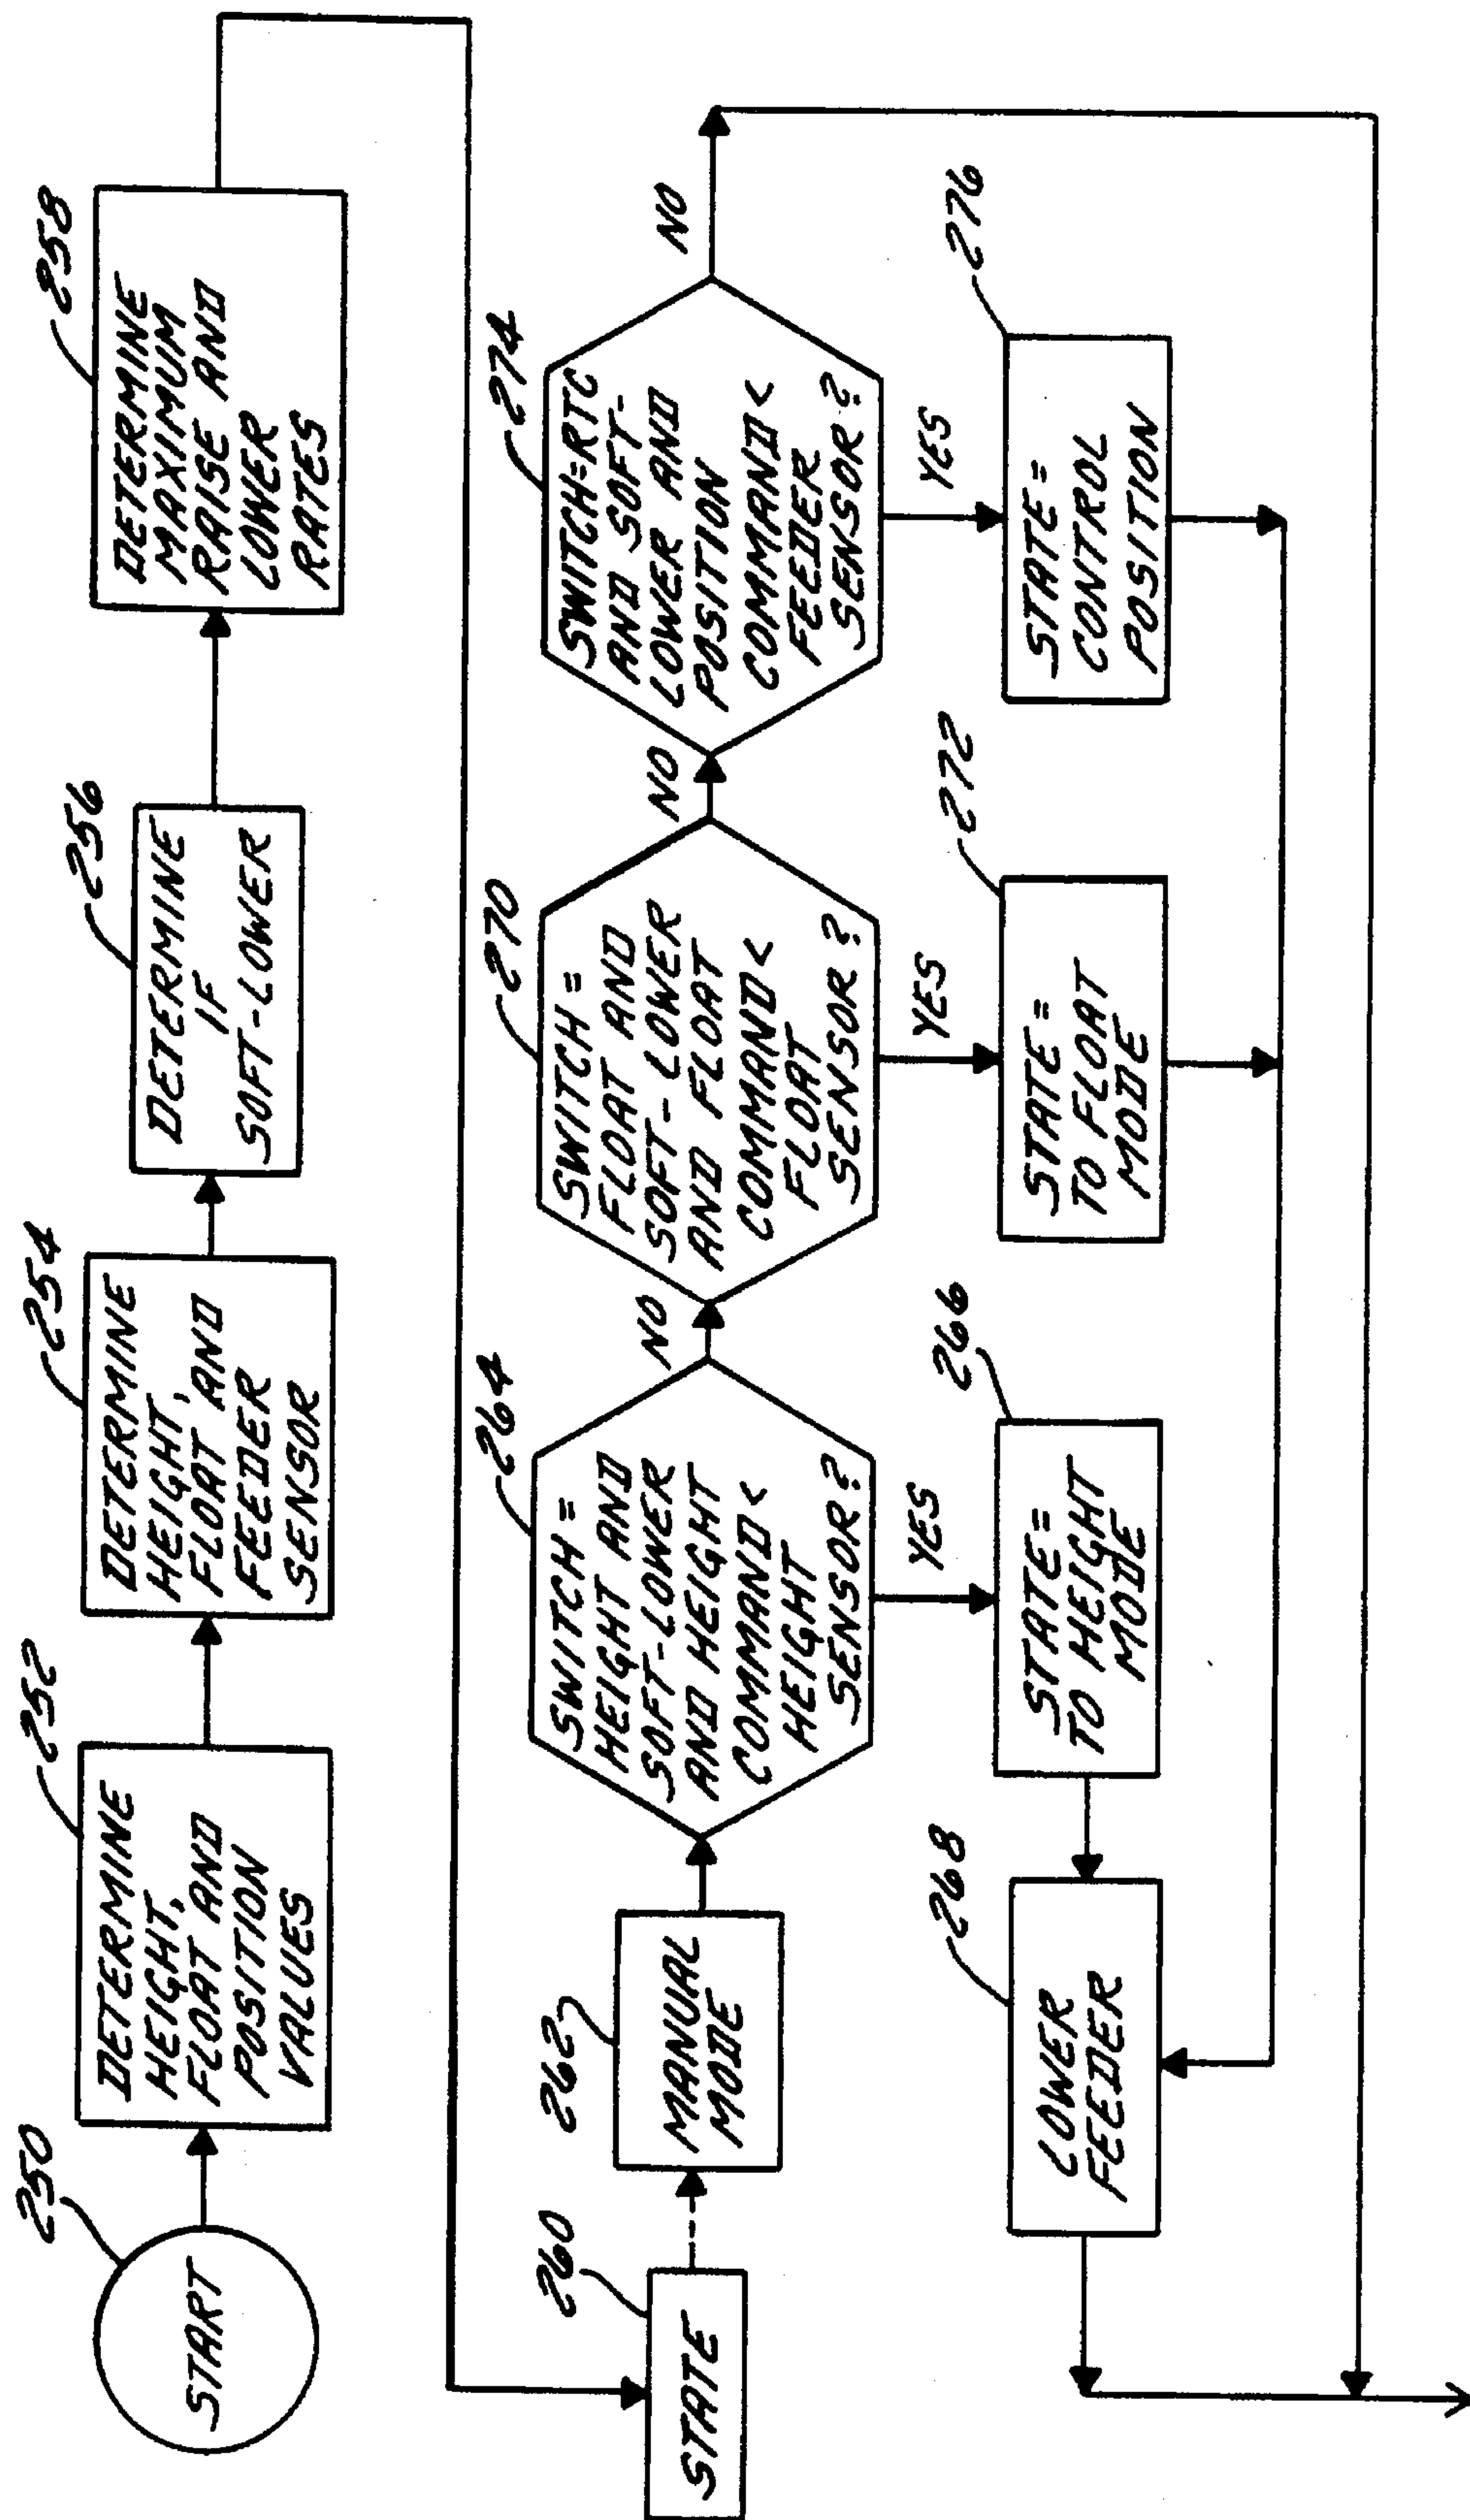 250
START
252
DETERMINE
HEIGHT,
FLOAT AND
POSITION
VALUES
254
DETERMINE
HEIGHT,
FLOAT AND
FEEDER
SENSOR
256
DETERMINE
IF
SOFT-LOWER
258
DETERMINE
MAXIMUM
RAISE AND
LOWER
RATES
260
STATE
262
MANUAL
MODE
264
SWITCH =
HEIGHT AND
SOFT-LOWER
AND HEIGHT
COMMAND <
HEIGHT
SENSOR?
NO
YES
270
SWITCH =
FLOAT AND
SOFT-LOWER
AND FLOAT
COMMAND <
FLOAT
SENSOR?
NO
YES
274
SWITCH=RTC
AND SOFT-
LOWER AND
POSITION
COMMAND <
FEEDER
SENSOR?
NO
YES
268
LOWER
FEEDER
266
STATE=
TO HEIGHT
MODE
272
STATE =
TO FLOAT
MODE
276
STATE=
CONTROL
POSITION